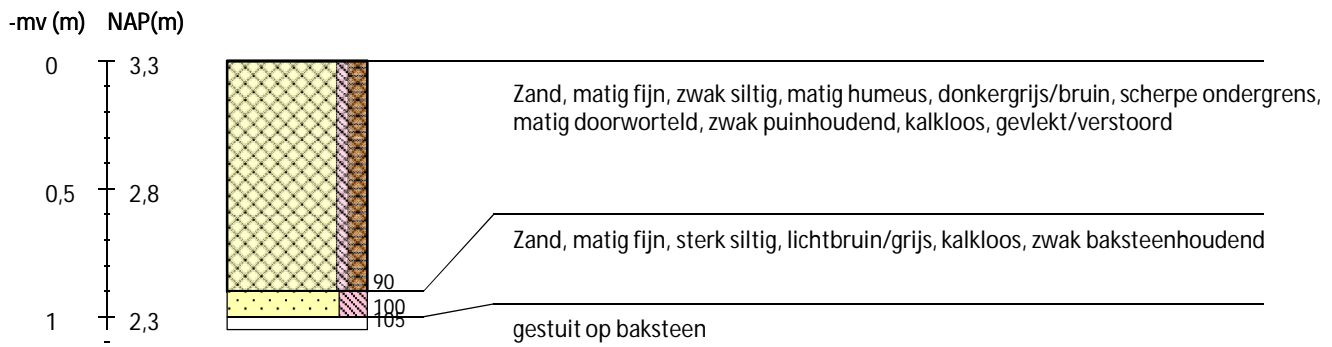 -mv (m) NAP(m)
0 3,3
Zand, matig fijn, zwak siltig, matig humeus, donkergrijs/bruin, scherpe ondergrens,
matig doorworteld, zwak puinhoudend, kalkloos, gevlekt/verstoord
0,5 2,8
Zand, matig fijn, sterk siltig, lichtbruin/grijs, kalkloos, zwak baksteenhoudend
90
100
105
1 2,3
gestuit op baksteen